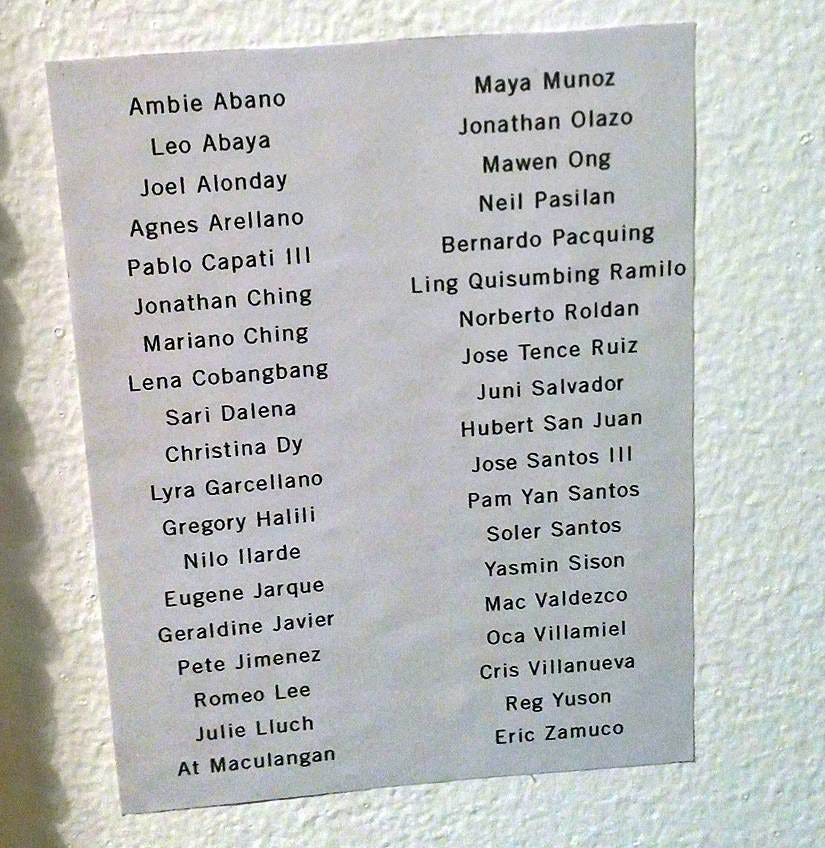 Ambie Abano
Leo Abaya
Joel Alonday
Agnes Arellano
Pablo Capati III
Jonathan Ching
Mariano Ching
Lena Cobangbang
Sari Dalena
Christina Dy
Lyra Garcellano
Gregory Halili
Nilo Ilarde
Eugene Jarque
Geraldine Javier
Pete Jimenez
Romeo Lee
Julie Lluch
At Maculangan
Maya Munoz
Jonathan Olazo
Mawen Ong
Neil Pasilan
Bernardo Pacquing
Ling Quisumbing Ramilo
Norberto Roldan
Jose Tence Ruiz
Juni Salvador
Hubert San Juan
Jose Santos III
Pam Yan Santos
Soler Santos
Yasmin Sison
Mac Valdezco
Oca Villamiel
Cris Villanueva
Reg Yuson
Eric Zamuco